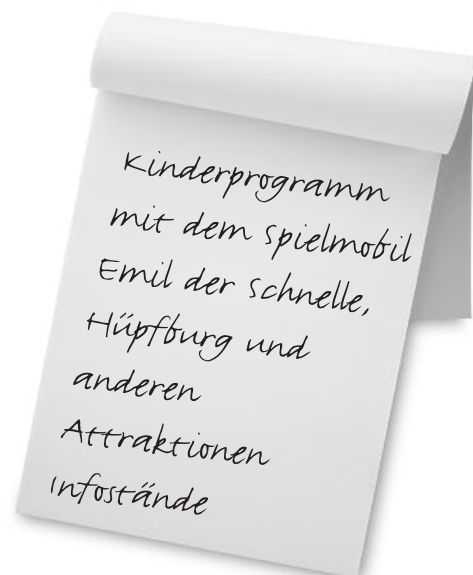 Kinderprogramm
mit dem Spielmobil
Emil der Schnelle,
Hüpfburg und
anderen
Attraktionen
Infostände